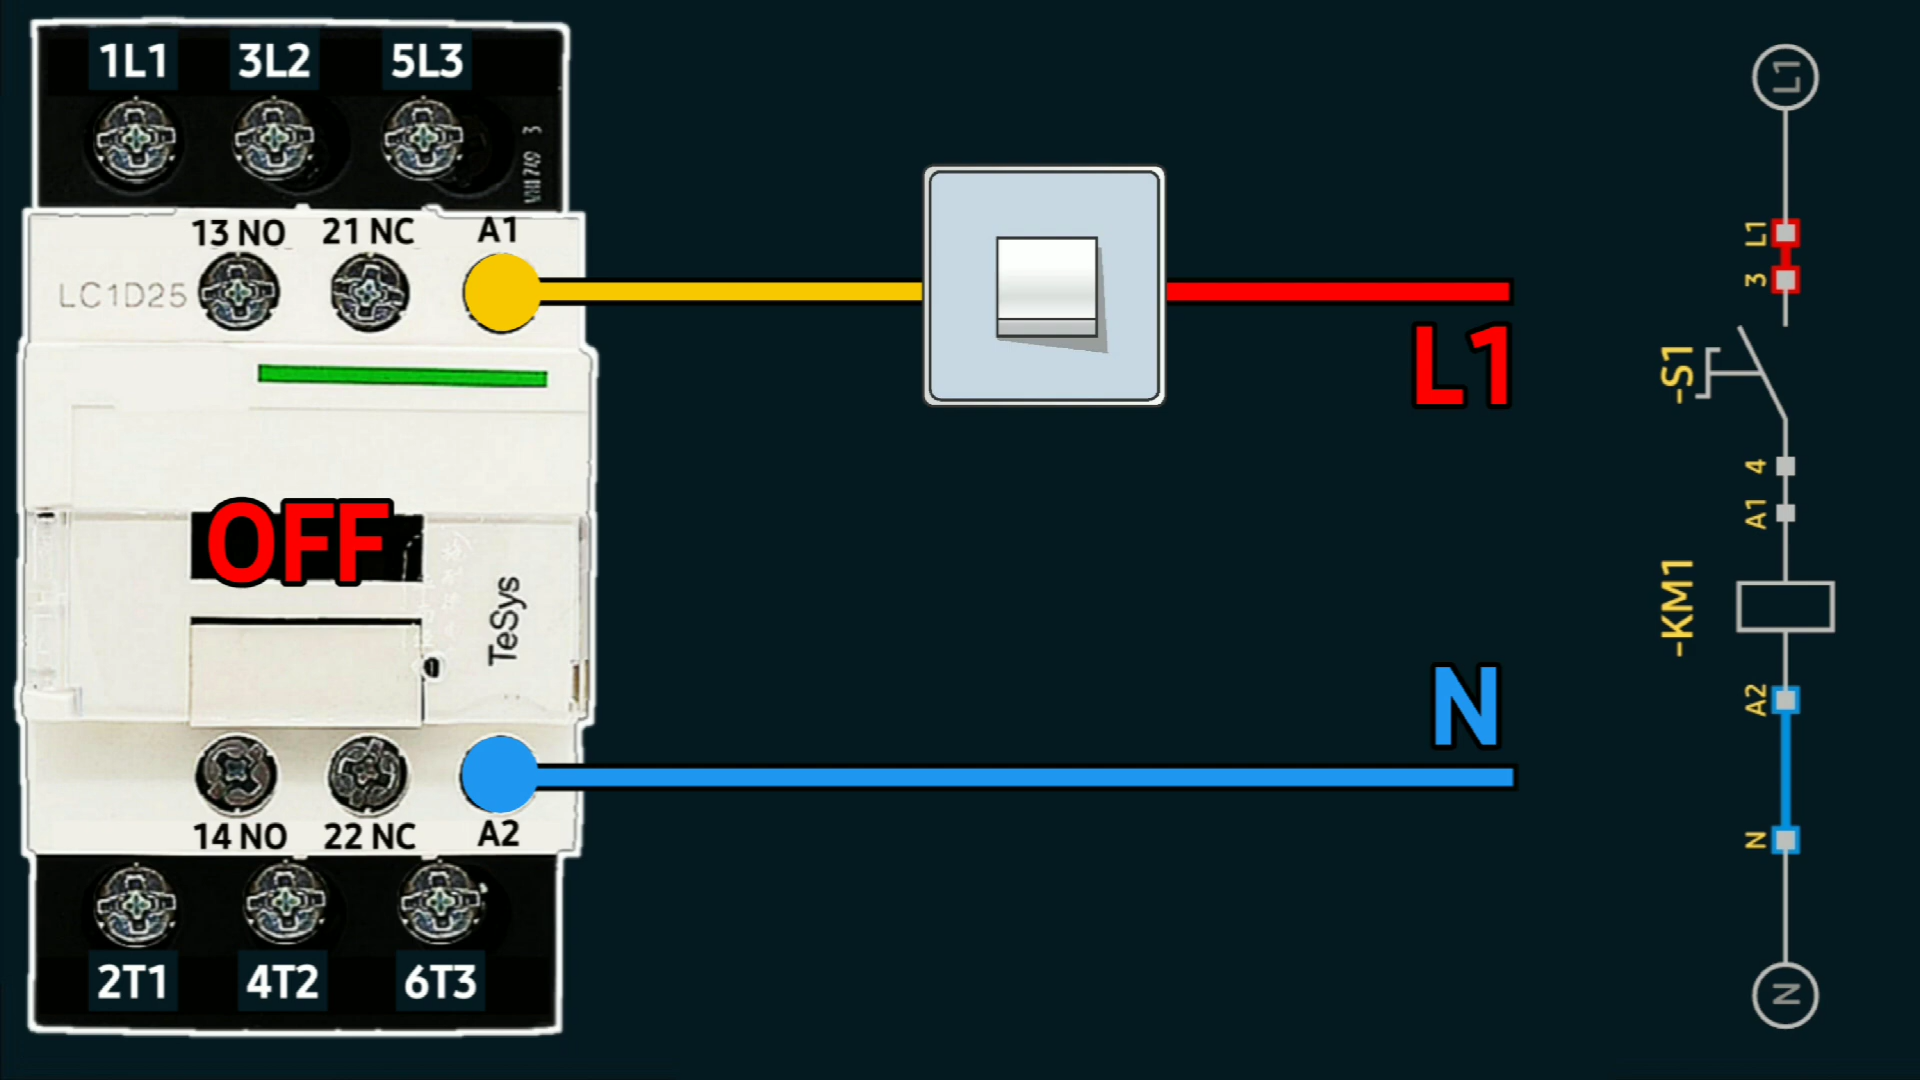 1L1 3L2 5L3
13 NO 21 NC A1
LC1D25
OFF
TeSys
14 NO 22 NC A2
2T1 4T2 6T3
L1
N
L1
L1
3
-S1
4
A1
-KM1
A2
N
N